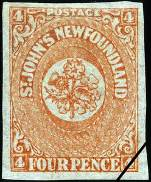 4 POSTAGE 4
ST. JOHN'S NEWFOUNDLAND
4 FOUR PENCE 4